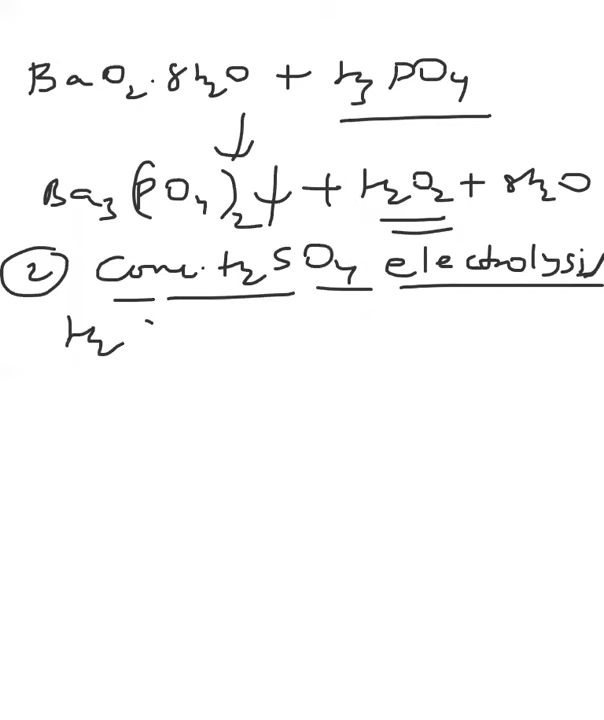 BaO₂·8H₂O + H₃PO₄
↓
Ba₃(PO₄)₂↓ + H₂O₂ + 8H₂O
② Conc. H₂SO₄ electrolysis
H₂